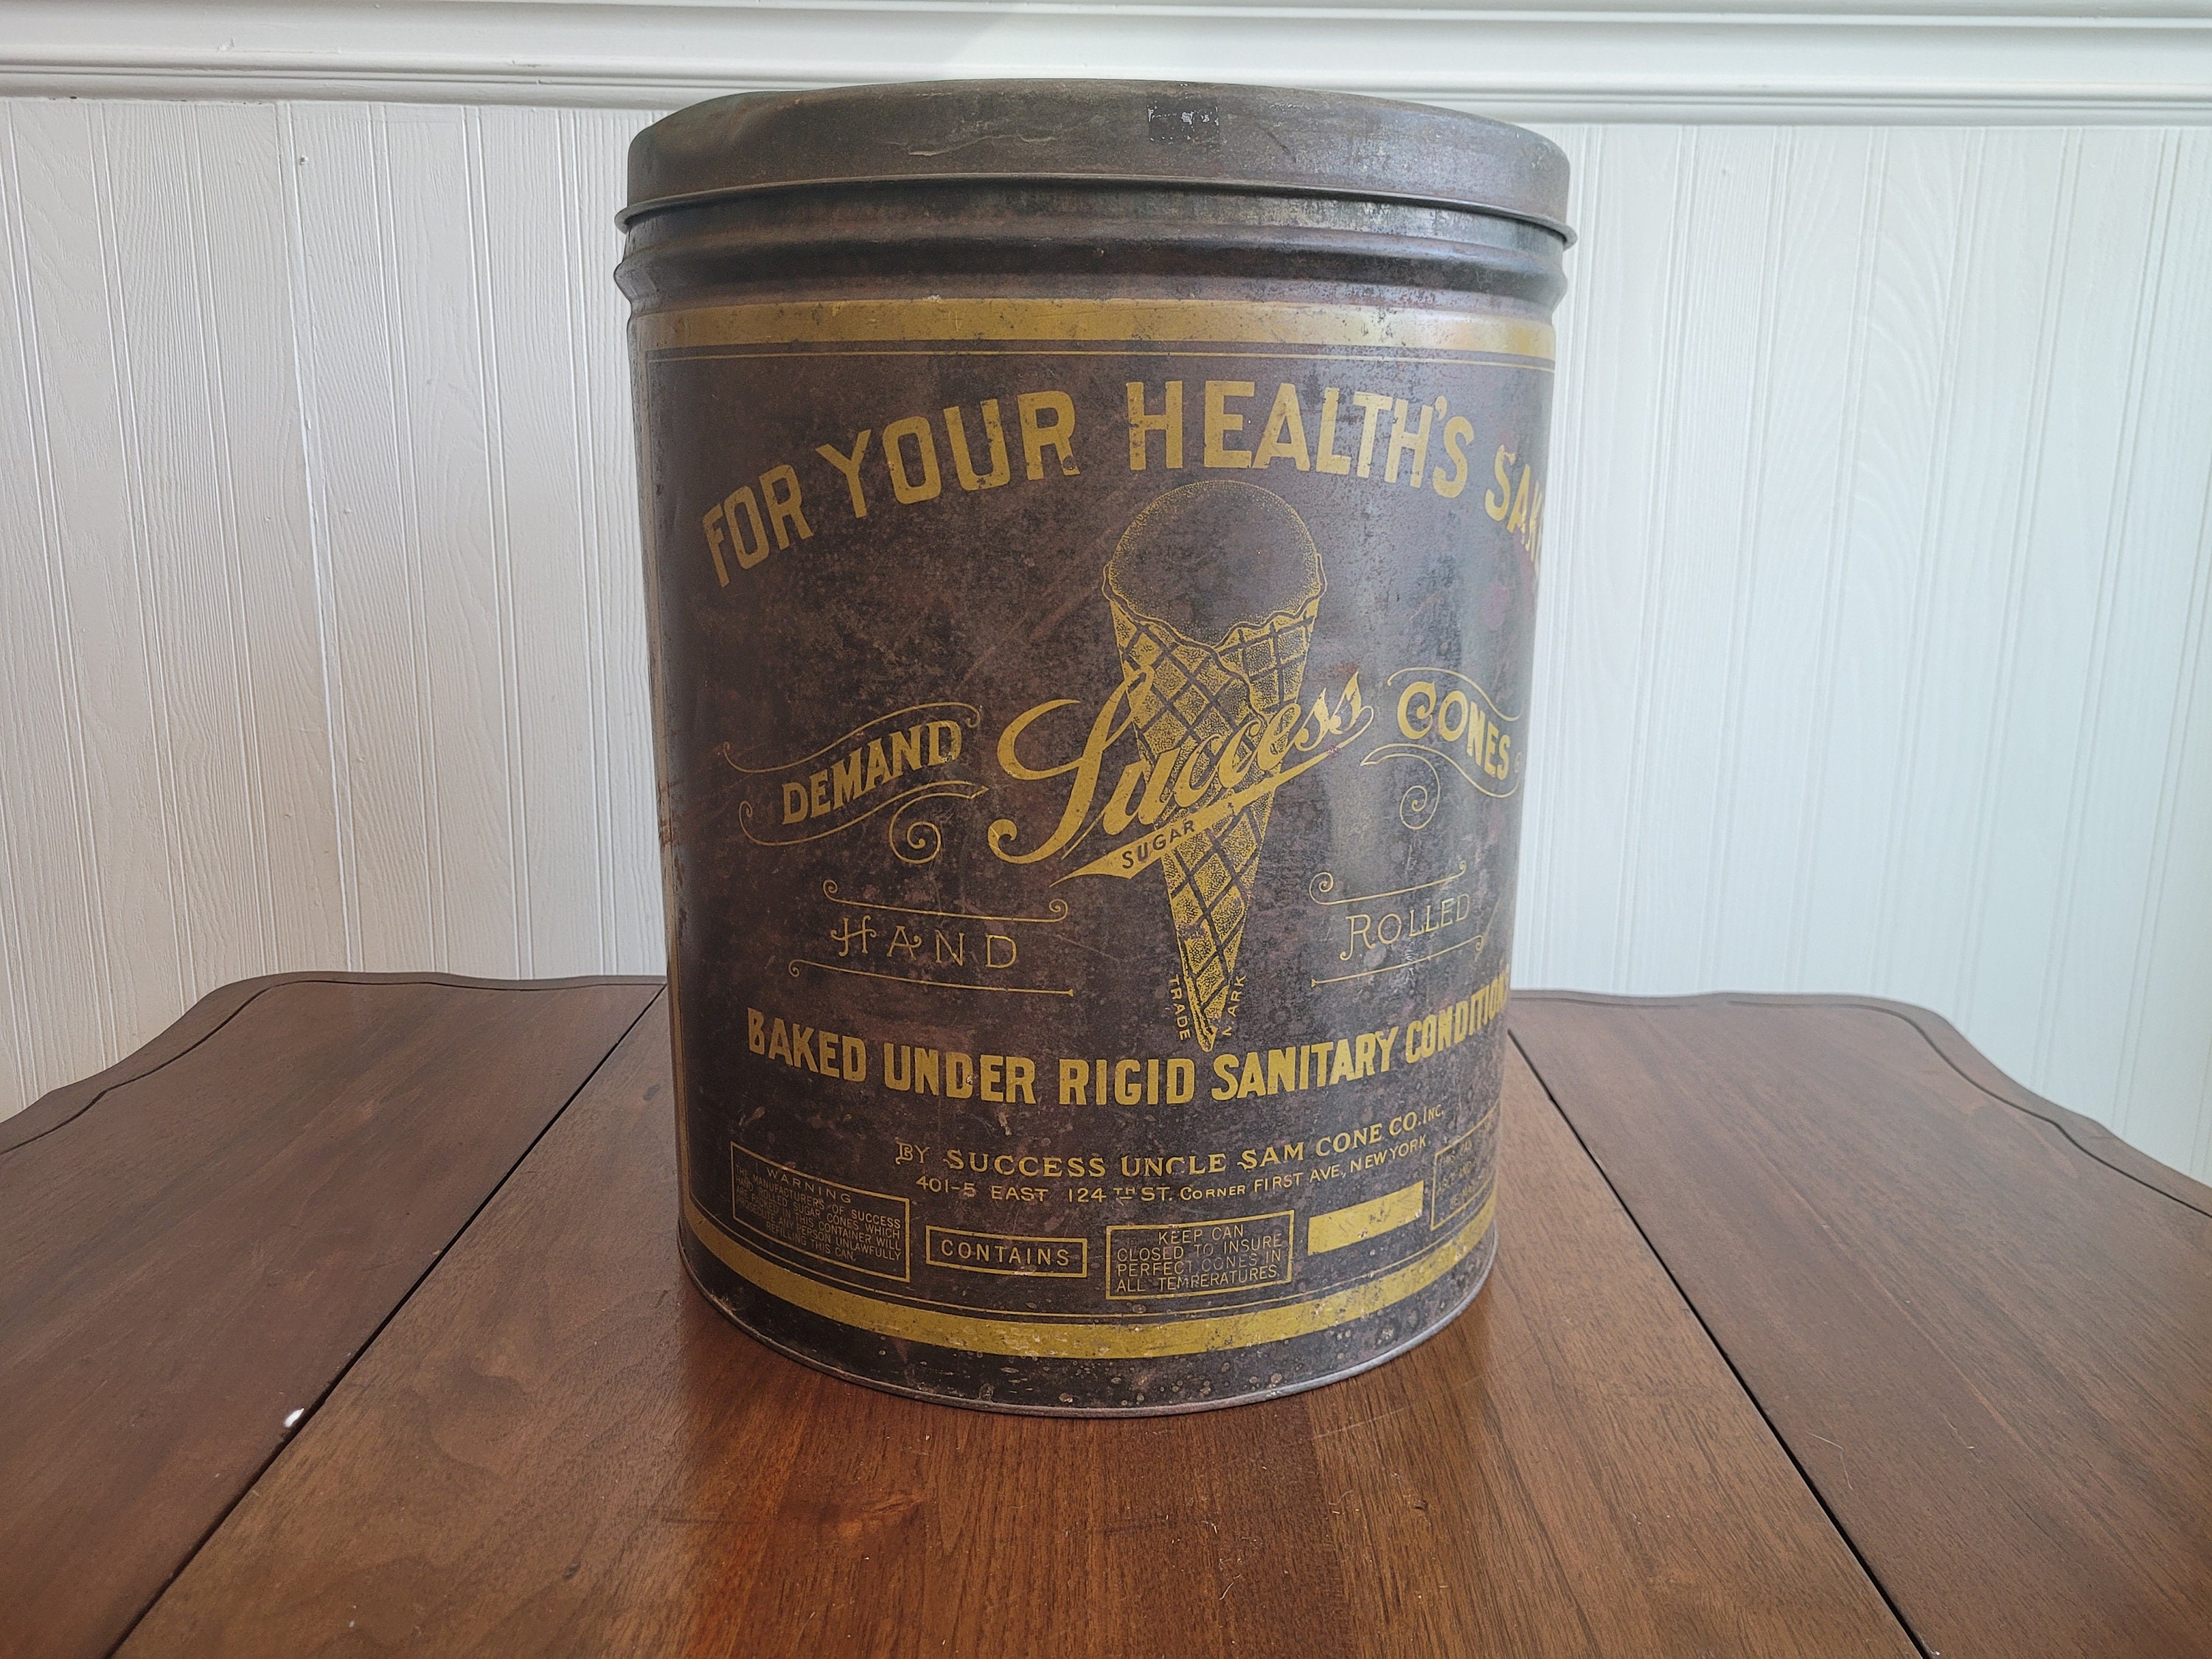 FOR YOUR HEALTH'S SAKE
DEMAND Success CONES
SUGAR
HAND ROLLED
TRADE MARK
BAKED UNDER RIGID SANITARY CONDITION
BY SUCCESS UNCLE SAM CONE CO. INC.
401-5 EAST 124TH ST. CORNER FIRST AVE, NEW YORK.
WARNING
THE MANUFACTURERS OF SUCCESS
HAND ROLLED SUGAR CONES WHICH
ARE PACKED IN THIS CONTAINER WILL
ANY PERSON UNLAWFULLY
REFILLING THIS CAN.
CONTAINS
KEEP CAN
CLOSED TO INSURE
PERFECT CONES IN
ALL TEMPERATURES.